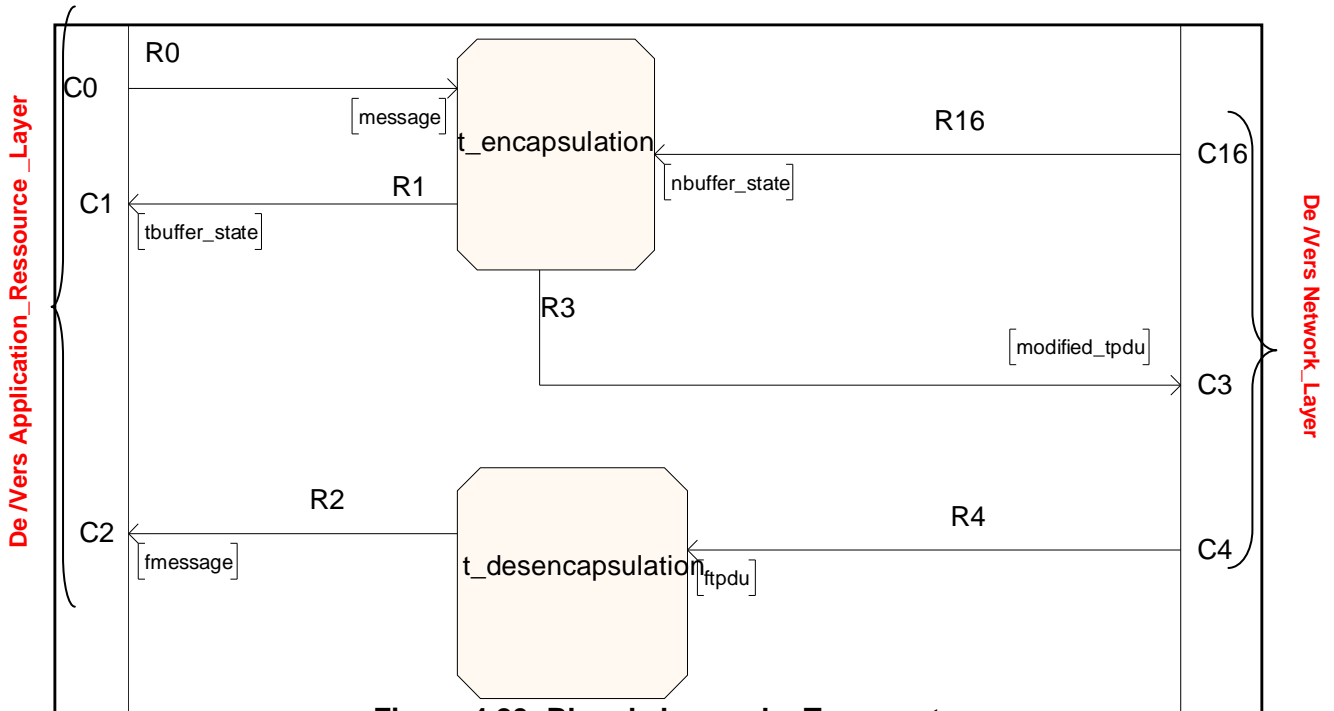 De /Vers Application_Ressource _Layer
R0
C0
[message]
t_encapsulation
R16
C16
[nbuffer_state]
R1
C1
[tbuffer_state]
R3
[modified_tpdu]
C3
De /Vers Network_Layer
R2
C2
[fmessage]
t_desencapsulation
R4
C4
[ftpdu]